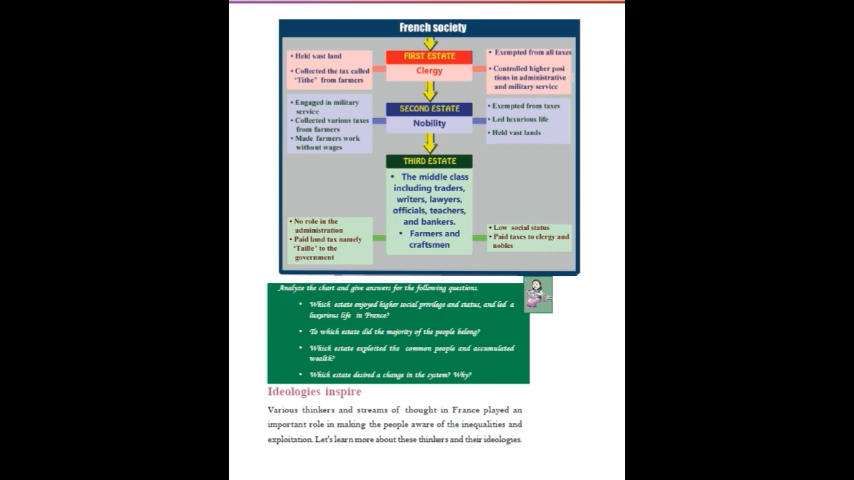 French society
FIRST ESTATE
Clergy
• Held vast land
• Collected the tax called
"Tithe" from farmers
• Exempted from all taxes
• Controlled higher posi
tions in administrative
and military service
SECOND ESTATE
Nobility
• Engaged in military
service
• Collected various taxes
from farmers
• Made farmers work
without wages
• Exempted from taxes
• Led luxurious life
• Held vast lands
THIRD ESTATE
• The middle class
including traders,
writers, lawyers,
officials, teachers,
and bankers.
• Farmers and
craftsmen
• No role in the
administration
• Paid land tax namely
'Taille' to the
government
• Low social status
• Paid taxes to clergy and
nobles
Analyze the chart and give answers for the following questions.
• Which estate enjoyed higher social privilege and status, and led a
luxurious life in France?
• To which estate did the majority of the people belong?
• Which estate exploited the common people and accumulated
wealth?
• Which estate desired a change in the system? Why?
Ideologies inspire
Various thinkers and streams of thought in France played an
important role in making the people aware of the inequalities and
exploitation. Let's learn more about these thinkers and their ideologies.